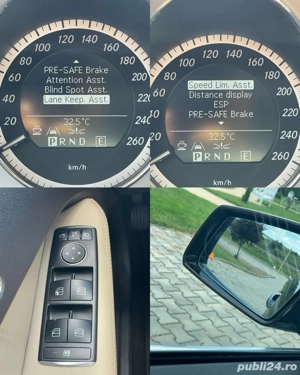 20 40 60 80 100 120 140 160 180 200 220 240 260
PRE-SAFE Brake
Attention Asst.
Blind Spot Asst.
Lane Keep. Asst.
32,5°C
P R N D E
km/h
20 40 60 80 100 120 140 160 180 200 220 240 260
Speed Lim. Asst.
Distance display
ESP
PRE-SAFE Brake
32,5°C
P R N D E
km/h
publi24.ro